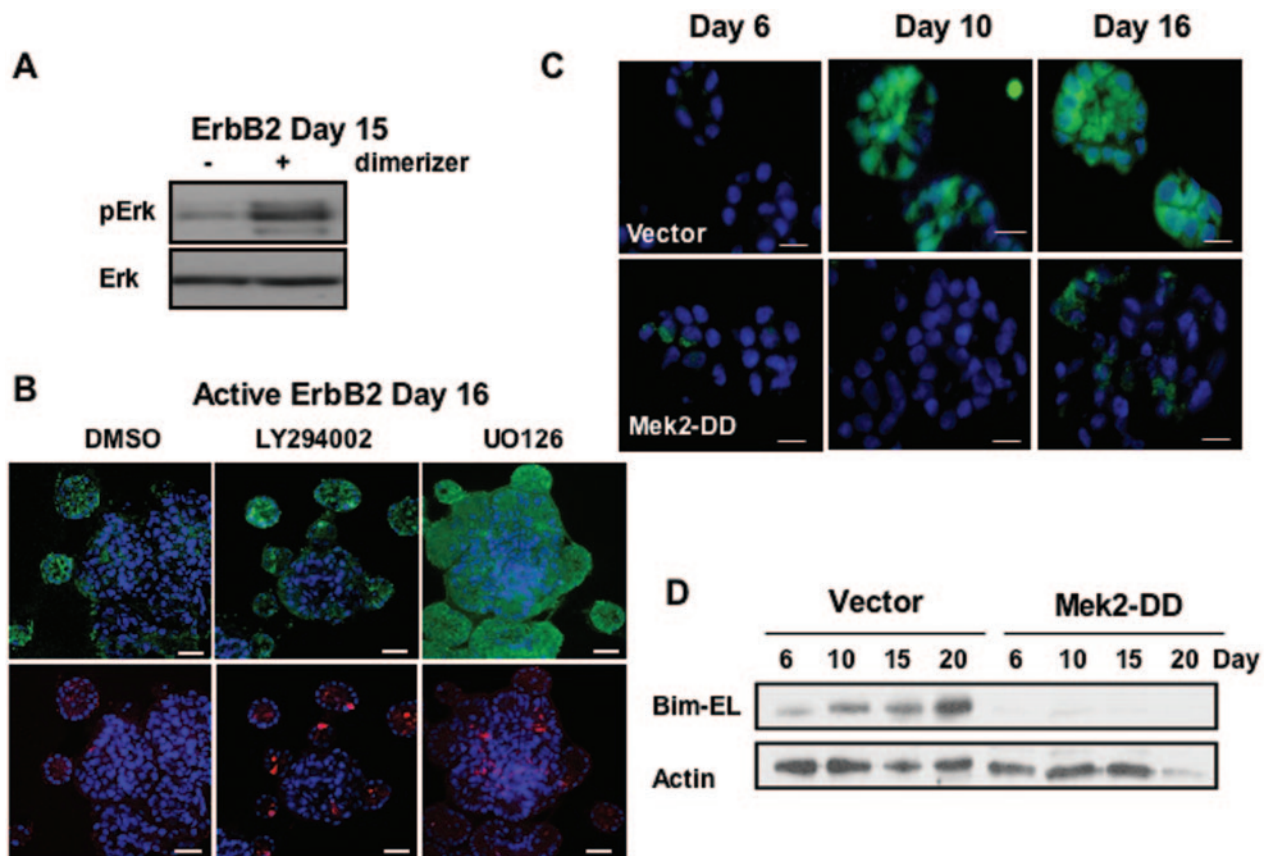 A
ErbB2 Day 15
- + dimerizer
pErk
Erk
B
Active ErbB2 Day 16
DMSO LY294002 UO126
C
Day 6 Day 10 Day 16
Vector
Mek2-DD
D
Vector Mek2-DD
6 10 15 20 6 10 15 20 Day
Bim-EL
Actin